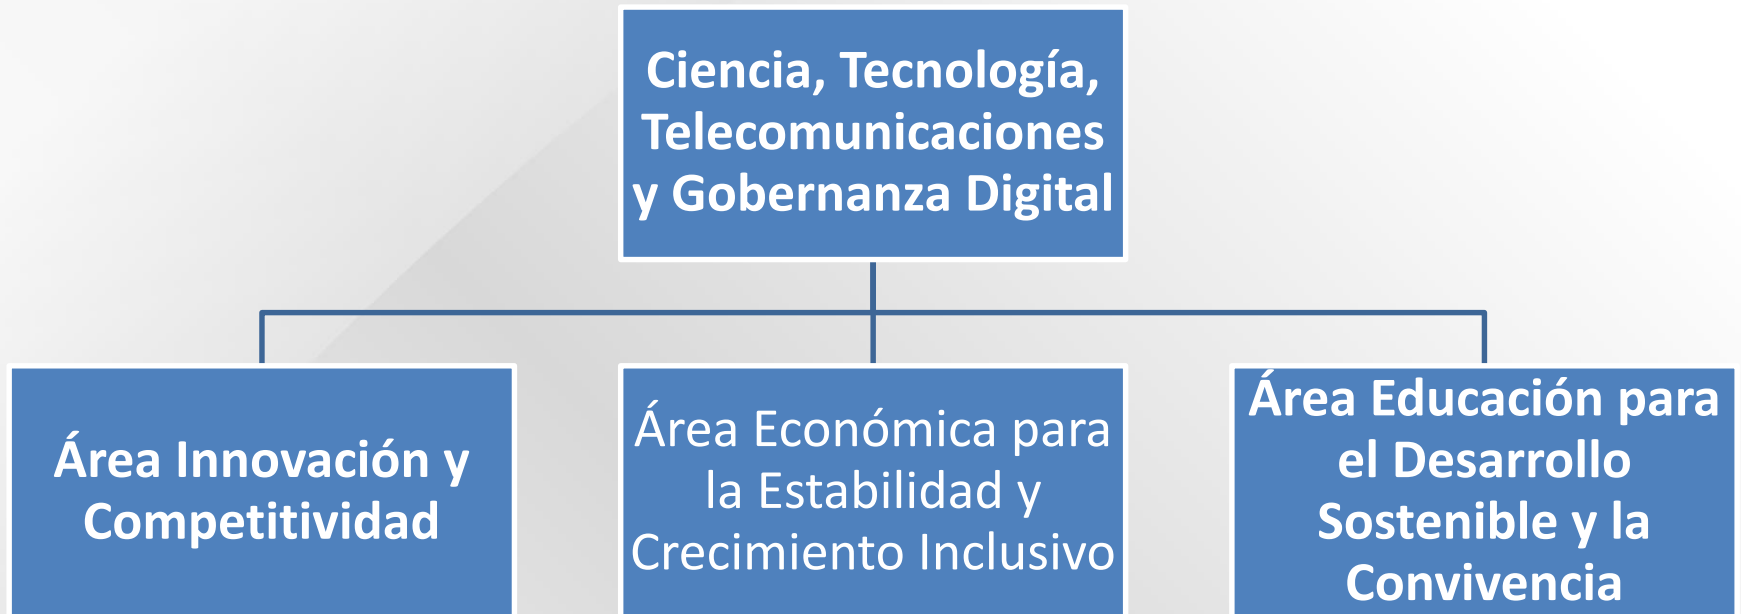 Ciencia, Tecnología,
Telecomunicaciones
y Gobernanza Digital
Área Innovación y
Competitividad
Área Económica para
la Estabilidad y
Crecimiento Inclusivo
Área Educación para
el Desarrollo
Sostenible y la
Convivencia